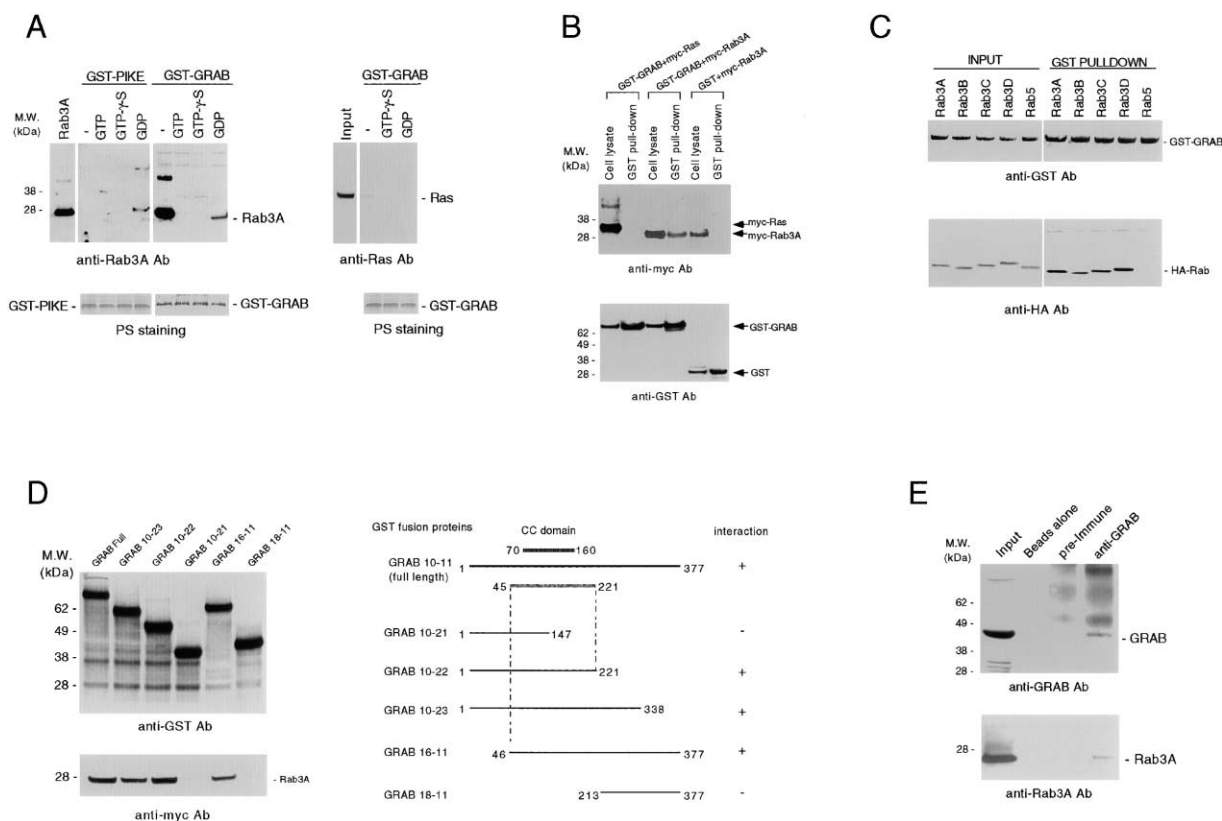 A
GST-PIKE GST-GRAB
M.W.
(kDa)
Rab3A
-
GTP
GTP-γ-S
GDP
-
GTP
GTP-γ-S
GDP
38 -
28 -
- Rab3A
anti-Rab3A Ab
GST-PIKE - - GST-GRAB
PS staining
GST-GRAB
Input
-
GTP
GTP-γ-S
GDP
- Ras
anti-Ras Ab
- GST-GRAB
PS staining
B
GST-GRAB+myc-Ras
GST-GRAB+myc-Rab3A
GST+myc-Rab3A
M.W.
(kDa)
Cell lysate
GST pull-down
Cell lysate
GST pull-down
Cell lysate
GST pull-down
38 -
28 -
myc-Ras
myc-Rab3A
anti-myc Ab
62 -
49 -
38 -
28 -
GST-GRAB
GST
anti-GST Ab
C
INPUT GST PULLDOWN
Rab3A
Rab3B
Rab3C
Rab3D
Rab5
Rab3A
Rab3B
Rab3C
Rab3D
Rab5
- GST-GRAB
anti-GST Ab
- HA-Rab
anti-HA Ab
D
M.W.
(kDa)
GRAB Full
GRAB 10-23
GRAB 10-22
GRAB 10-21
GRAB 16-11
GRAB 18-11
62 -
49 -
38 -
28 -
anti-GST Ab
28 -
- Rab3A
anti-myc Ab
GST fusion proteins CC domain interaction
70 160
GRAB 10-11 1 377 +
(full length)
45 221
GRAB 10-21 1 147 -
GRAB 10-22 1 221 +
GRAB 10-23 1 338 +
GRAB 16-11 46 377 +
GRAB 18-11 213 377 -
E
M.W.
(kDa)
Input
Beads alone
pre-Immune
anti-GRAB
62 -
49 -
38 -
28 -
- GRAB
anti-GRAB Ab
28 -
- Rab3A
anti-Rab3A Ab